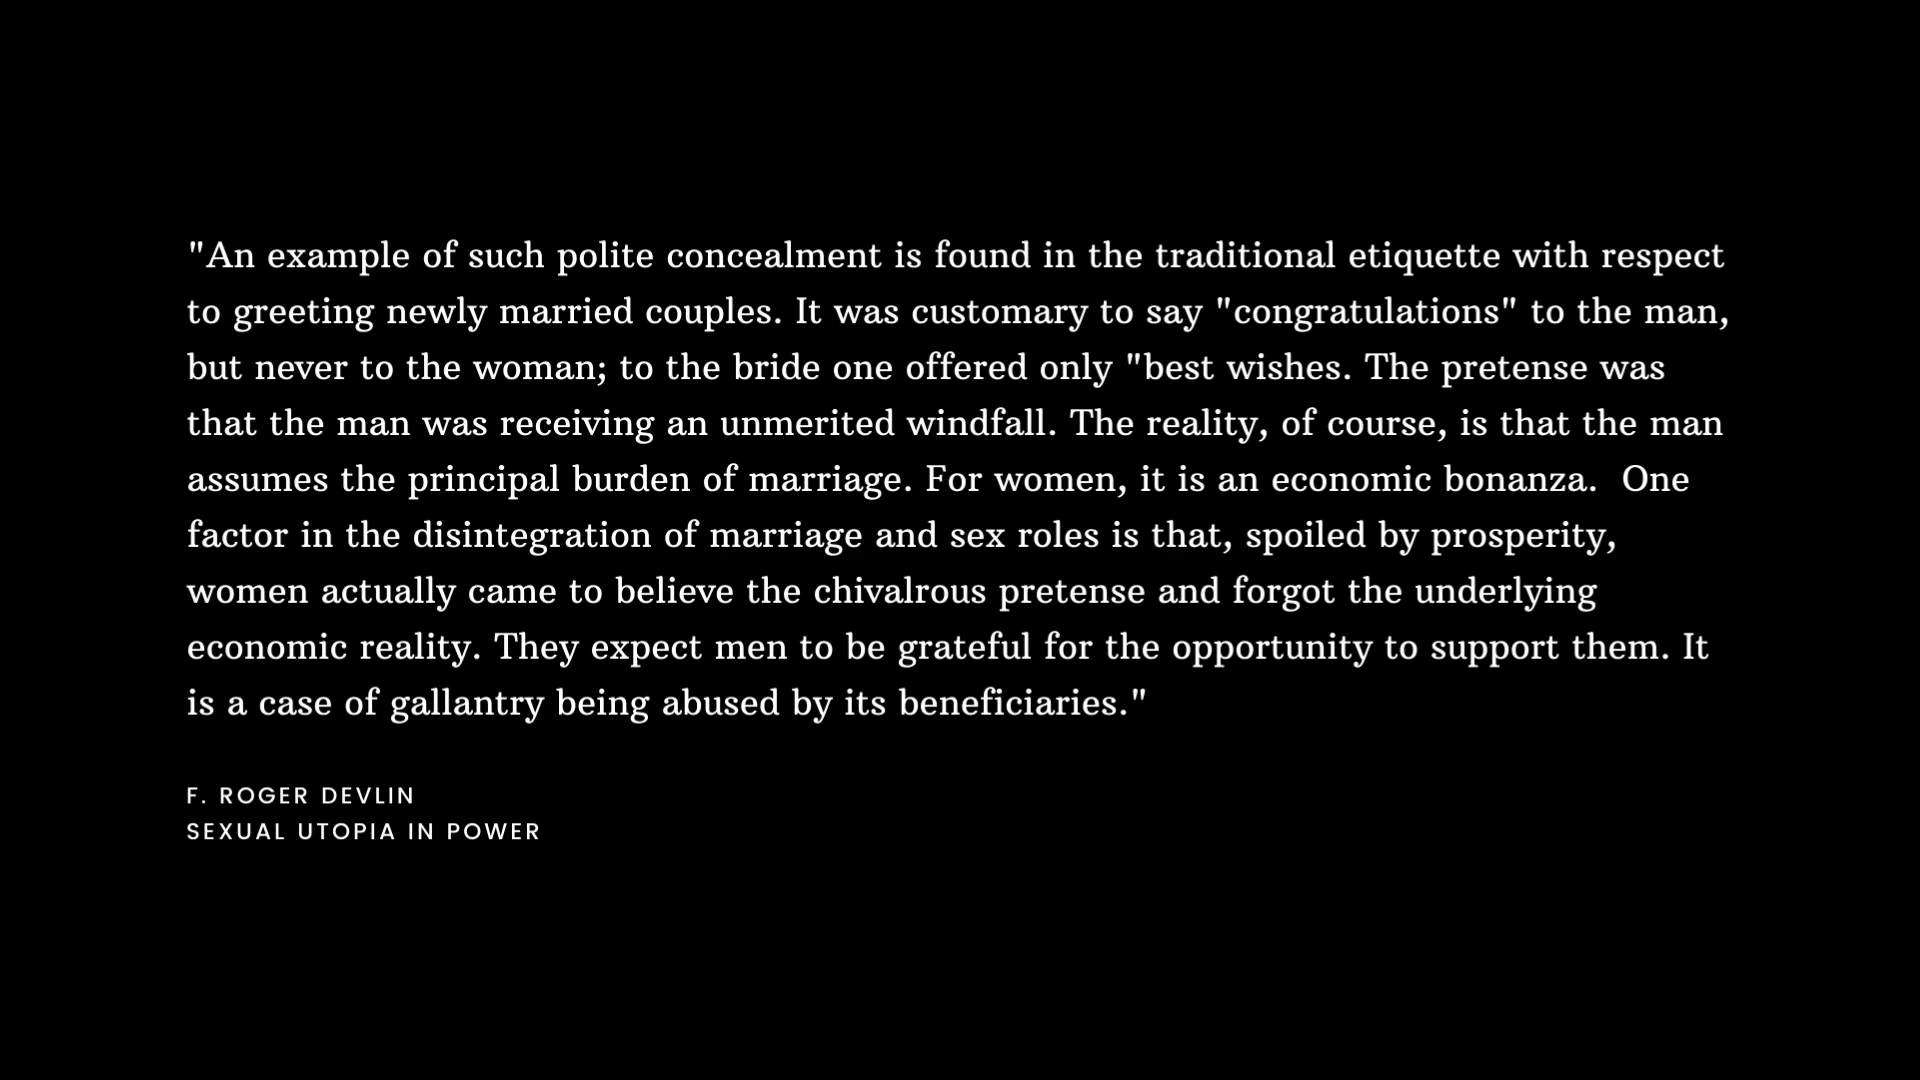 "An example of such polite concealment is found in the traditional etiquette with respect
to greeting newly married couples. It was customary to say "congratulations" to the man,
but never to the woman; to the bride one offered only "best wishes. The pretense was
that the man was receiving an unmerited windfall. The reality, of course, is that the man
assumes the principal burden of marriage. For women, it is an economic bonanza.  One
factor in the disintegration of marriage and sex roles is that, spoiled by prosperity,
women actually came to believe the chivalrous pretense and forgot the underlying
economic reality. They expect men to be grateful for the opportunity to support them. It
is a case of gallantry being abused by its beneficiaries."
F. ROGER DEVLIN
SEXUAL UTOPIA IN POWER